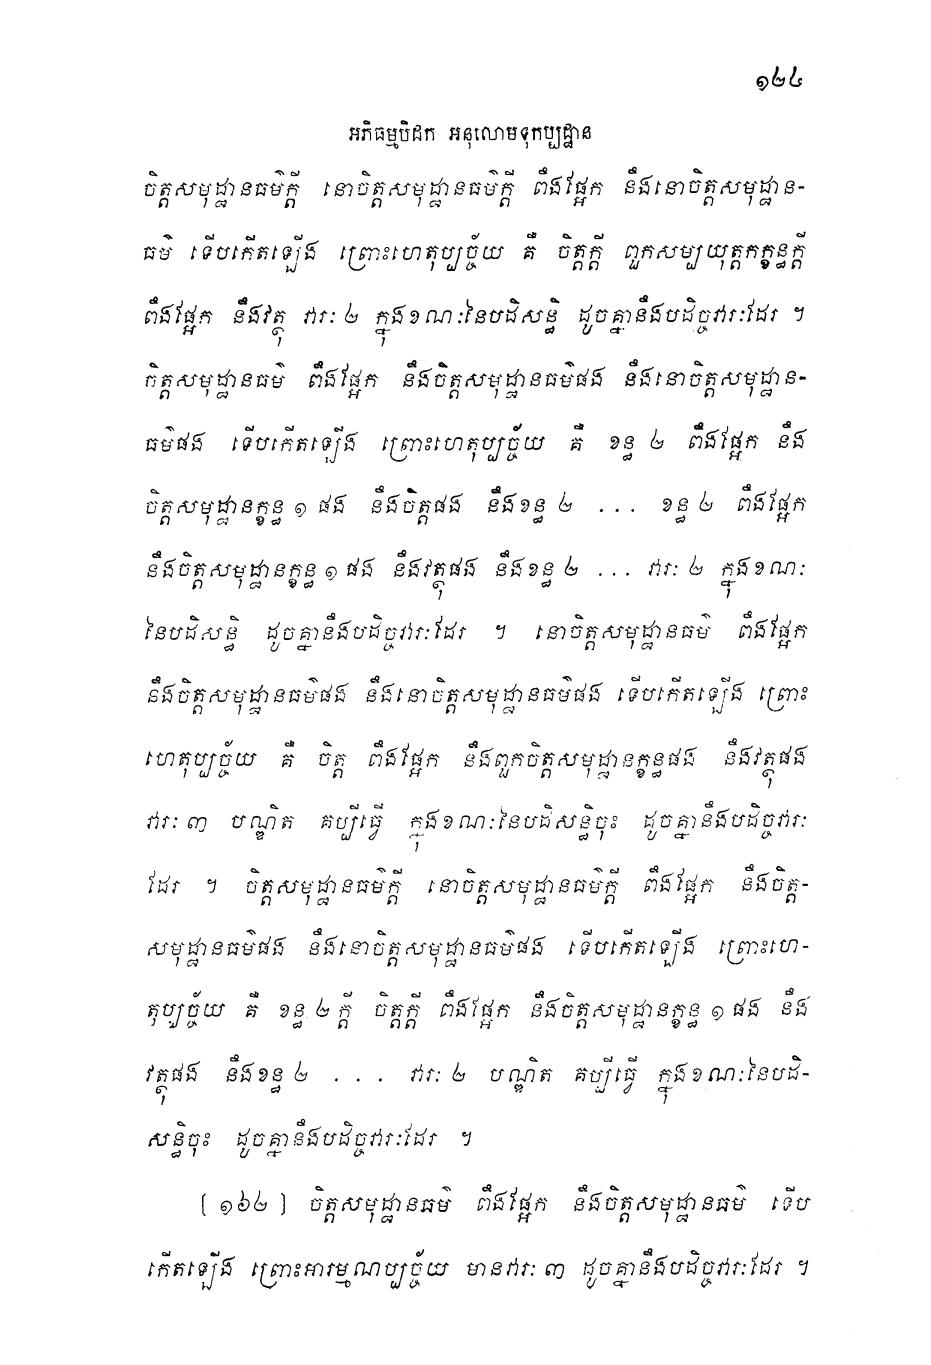 ១២៤
អភិធម្មបិដក អនុលោមទុកប្បដ្ឋាន
ចិត្តសមុដ្ឋានធម៌ក្តី នោចិត្តសមុដ្ឋានធម៌ក្តី ពឹងផ្អែក នឹងនោចិត្តសមុដ្ឋាន-
ធម៌ ទើបកើតឡើង ព្រោះហេតុប្បច្ច័យ គឺ ចិត្តក្តី ពួកសម្បយុត្តកក្ខន្ធក្តី
ពឹងផ្អែក នឹងវត្ថុ វារៈ ២ ក្នុងខណៈនៃបដិសន្ធិ ដូចគ្នានឹងបដិច្ចវារៈដែរ ។
ចិត្តសមុដ្ឋានធម៌ ពឹងផ្អែក នឹងចិត្តសមុដ្ឋានធម៌ផង នឹងនោចិត្តសមុដ្ឋាន-
ធម៌ផង ទើបកើតឡើង ព្រោះហេតុប្បច្ច័យ គឺ ខន្ធ ២ ពឹងផ្អែក នឹង
ចិត្តសមុដ្ឋានក្ខន្ធ ១ ផង នឹងចិត្តផង នឹងខន្ធ ២ ... ខន្ធ ២ ពឹងផ្អែក
នឹងចិត្តសមុដ្ឋានក្ខន្ធ ១ ផង នឹងវត្ថុផង នឹងខន្ធ ២ ... វារៈ ២ ក្នុងខណៈ
នៃបដិសន្ធិ ដូចគ្នានឹងបដិច្ចវារៈដែរ ។ នោចិត្តសមុដ្ឋានធម៌ ពឹងផ្អែក
នឹងចិត្តសមុដ្ឋានធម៌ផង នឹងនោចិត្តសមុដ្ឋានធម៌ផង ទើបកើតឡើង ព្រោះ
ហេតុប្បច្ច័យ គឺ ចិត្ត ពឹងផ្អែក នឹងពួកចិត្តសមុដ្ឋានក្ខន្ធផង នឹងវត្ថុផង
វារៈ ៣ បណ្ឌិត គប្បីធ្វើ ក្នុងខណៈនៃបដិសន្ធិចុះ ដូចគ្នានឹងបដិច្ចវារៈ
ដែរ ។ ចិត្តសមុដ្ឋានធម៌ក្តី នោចិត្តសមុដ្ឋានធម៌ក្តី ពឹងផ្អែក នឹងចិត្ត-
សមុដ្ឋានធម៌ផង នឹងនោចិត្តសមុដ្ឋានធម៌ផង ទើបកើតឡើង ព្រោះហេ-
តុប្បច្ច័យ គឺ ខន្ធ ២ ក្តី ចិត្តក្តី ពឹងផ្អែក នឹងចិត្តសមុដ្ឋានក្ខន្ធ ១ ផង នឹង
វត្ថុផង នឹងខន្ធ ២ ... វារៈ ២ បណ្ឌិត គប្បីធ្វើ ក្នុងខណៈនៃបដិ-
សន្ធិចុះ ដូចគ្នានឹងបដិច្ចវារៈដែរ ។
[ ១៦២ ] ចិត្តសមុដ្ឋានធម៌ ពឹងផ្អែក នឹងចិត្តសមុដ្ឋានធម៌ ទើប
កើតឡើង ព្រោះអារម្មណប្បច្ច័យ មានវារៈ ៣ ដូចគ្នានឹងបដិច្ចវារៈដែរ ។